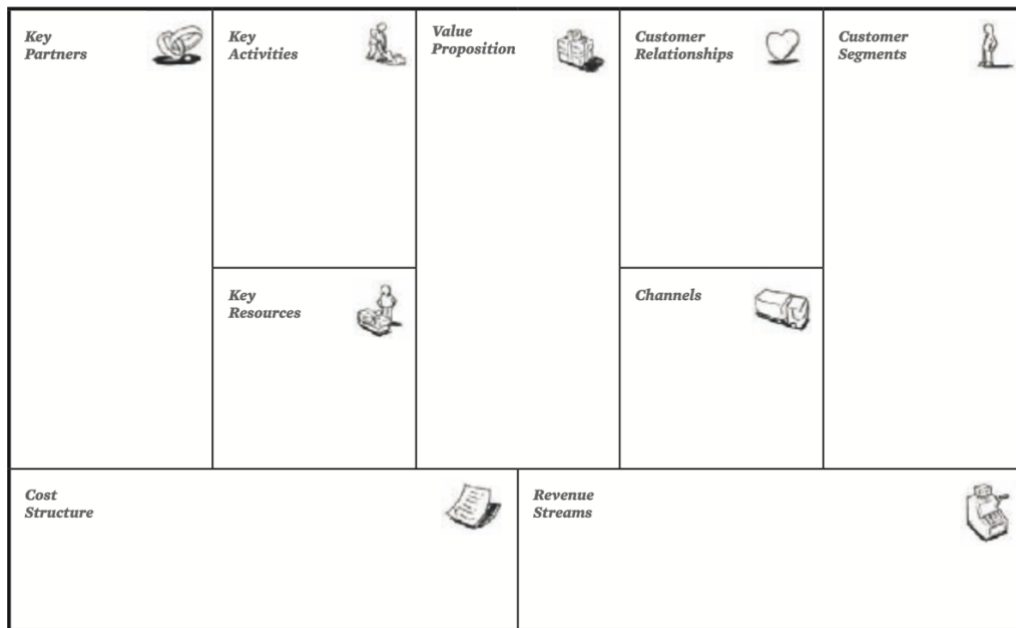 Key
Partners
Key
Activities
Value
Proposition
Customer
Relationships
Customer
Segments
Key
Resources
Channels
Cost
Structure
Revenue
Streams